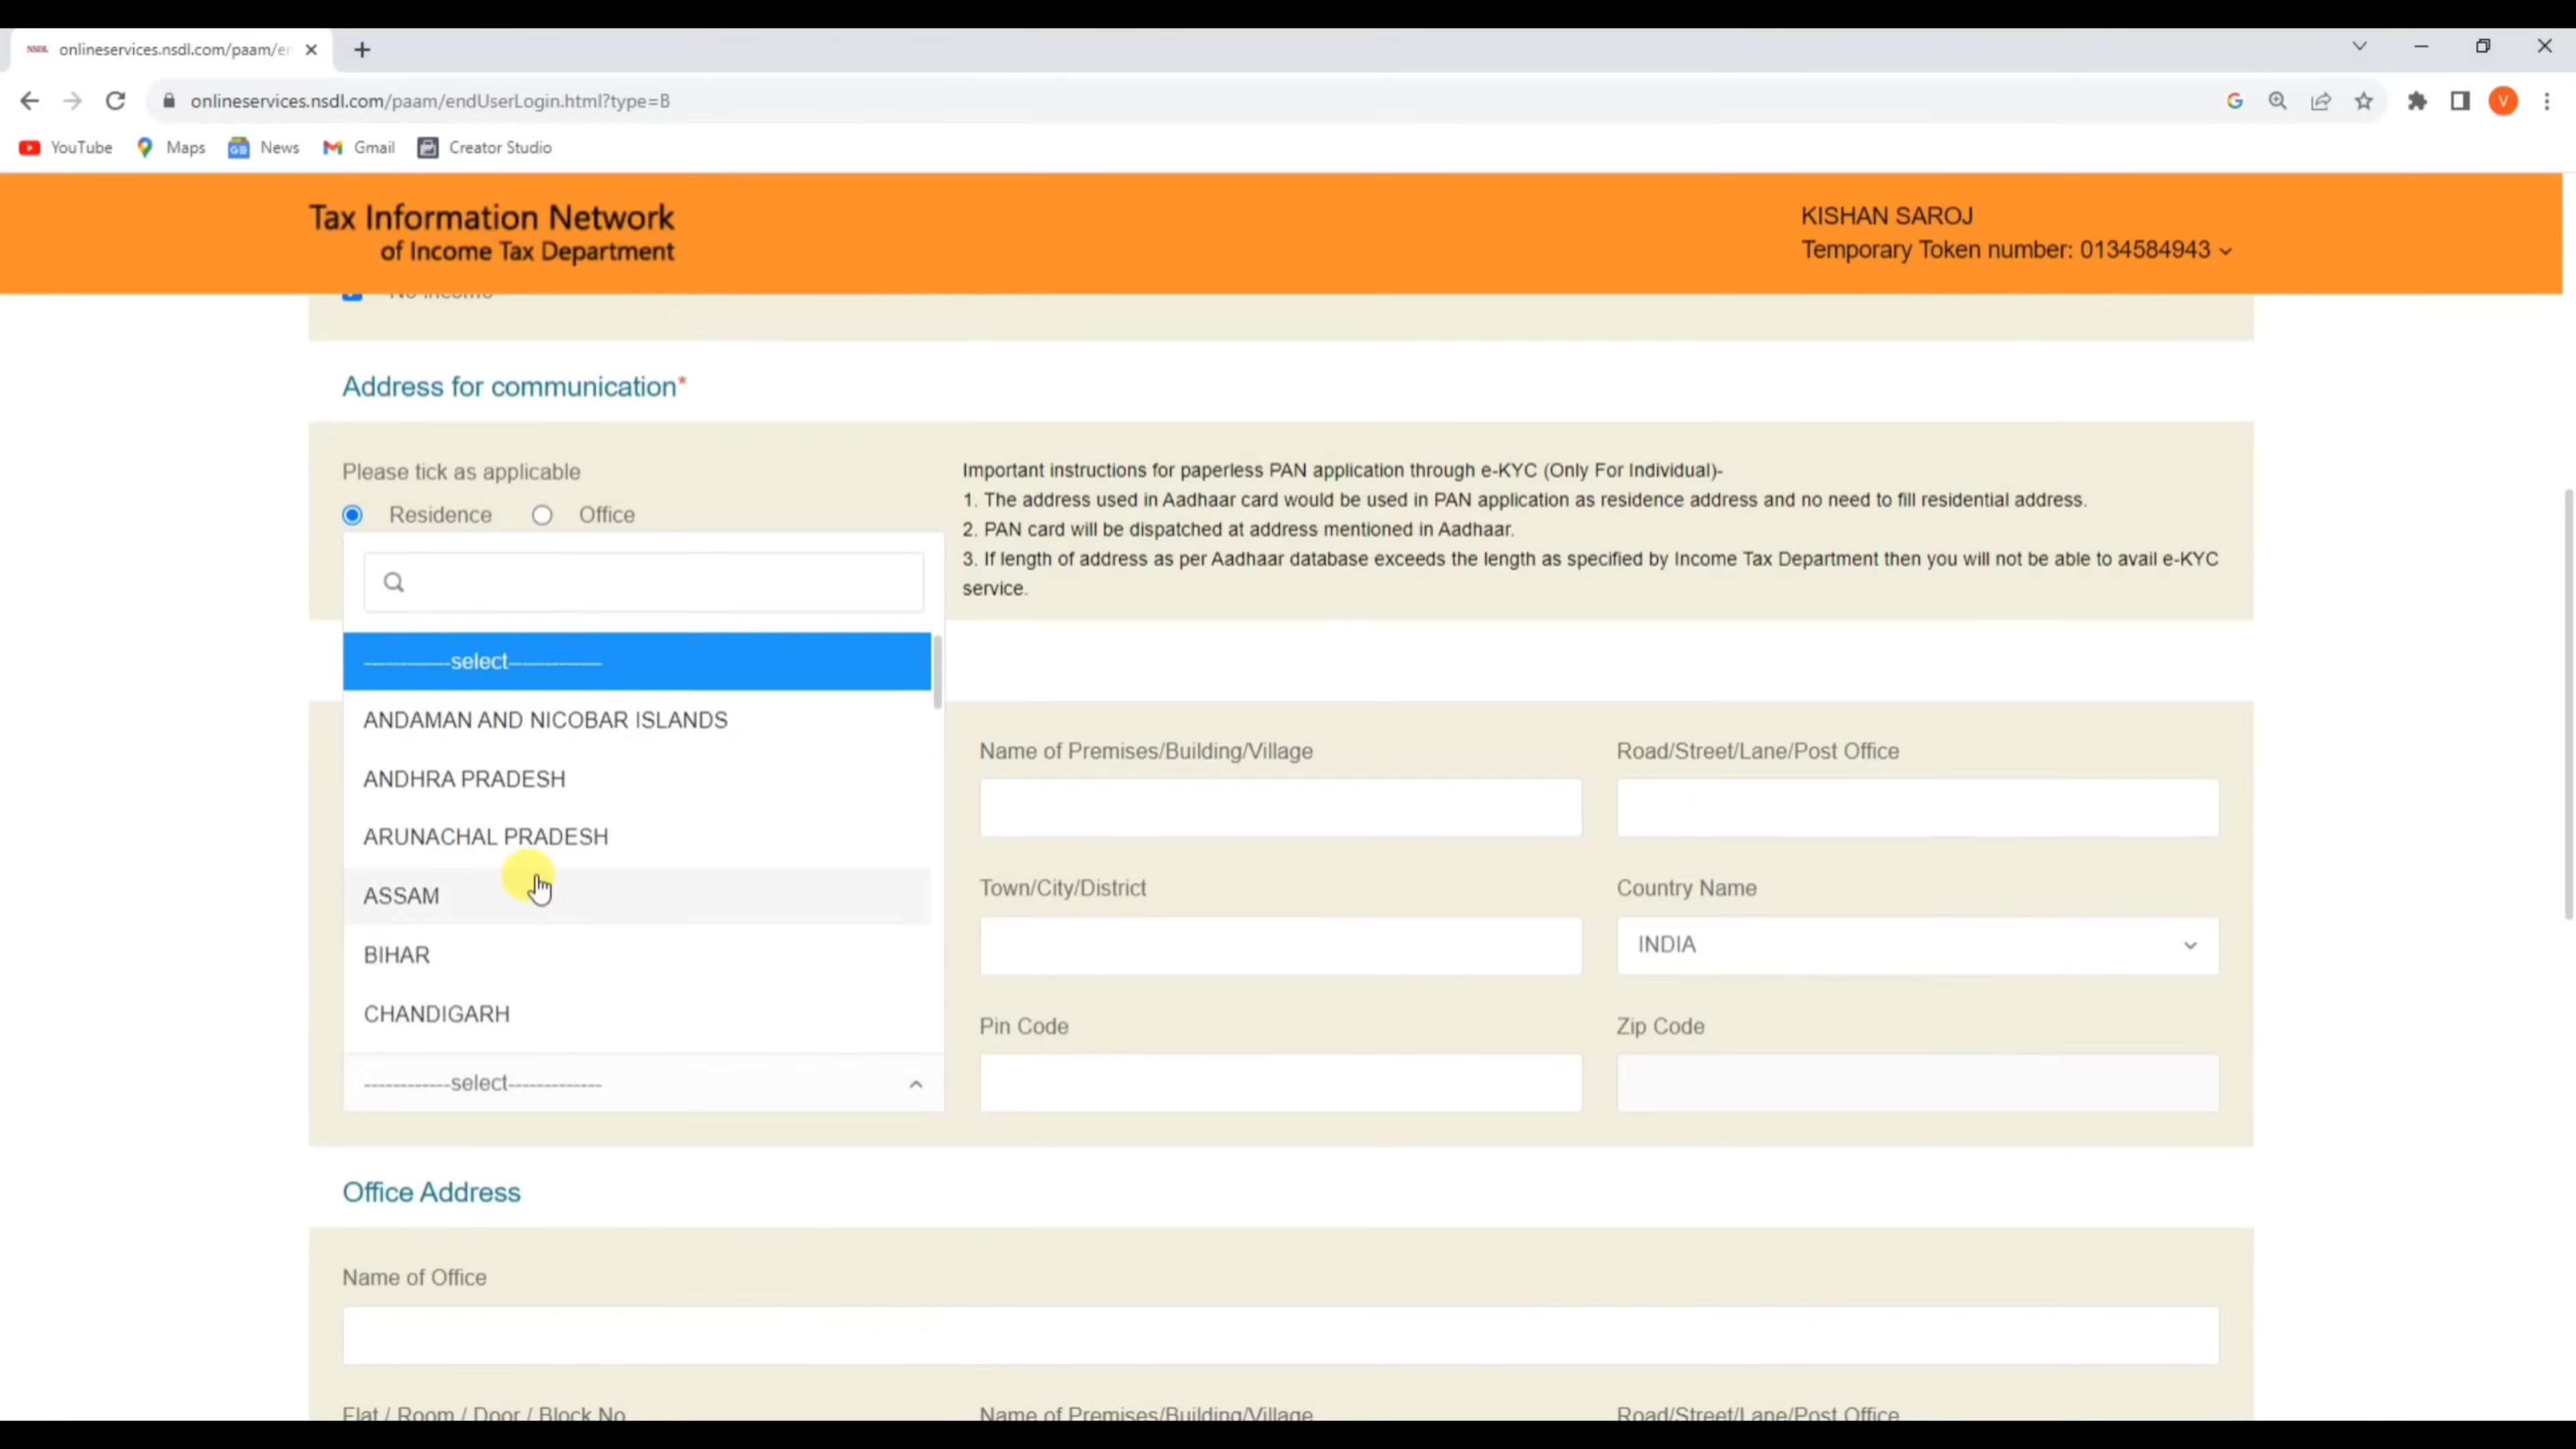 NSDL onlineservices.nsdl.com/paam/en
onlineservices.nsdl.com/paam/endUserLogin.html?type=B
V
YouTube Maps News Gmail Creator Studio
Tax Information Network
of Income Tax Department
KISHAN SAROJ
Temporary Token number: 0134584943
No Income
Address for communication*
Please tick as applicable
Residence Office
Important instructions for paperless PAN application through e-KYC (Only For Individual)-
1. The address used in Aadhaar card would be used in PAN application as residence address and no need to fill residential address.
2. PAN card will be dispatched at address mentioned in Aadhaar.
3. If length of address as per Aadhaar database exceeds the length as specified by Income Tax Department then you will not be able to avail e-KYC
service.
-------------select--------------
ANDAMAN AND NICOBAR ISLANDS
ANDHRA PRADESH
ARUNACHAL PRADESH
ASSAM
BIHAR
CHANDIGARH
-------------select--------------
Name of Premises/Building/Village
Road/Street/Lane/Post Office
Town/City/District
Country Name
INDIA
Pin Code
Zip Code
Office Address
Name of Office
Flat / Room / Door / Block No.
Name of Premises/Building/Village
Road/Street/Lane/Post Office